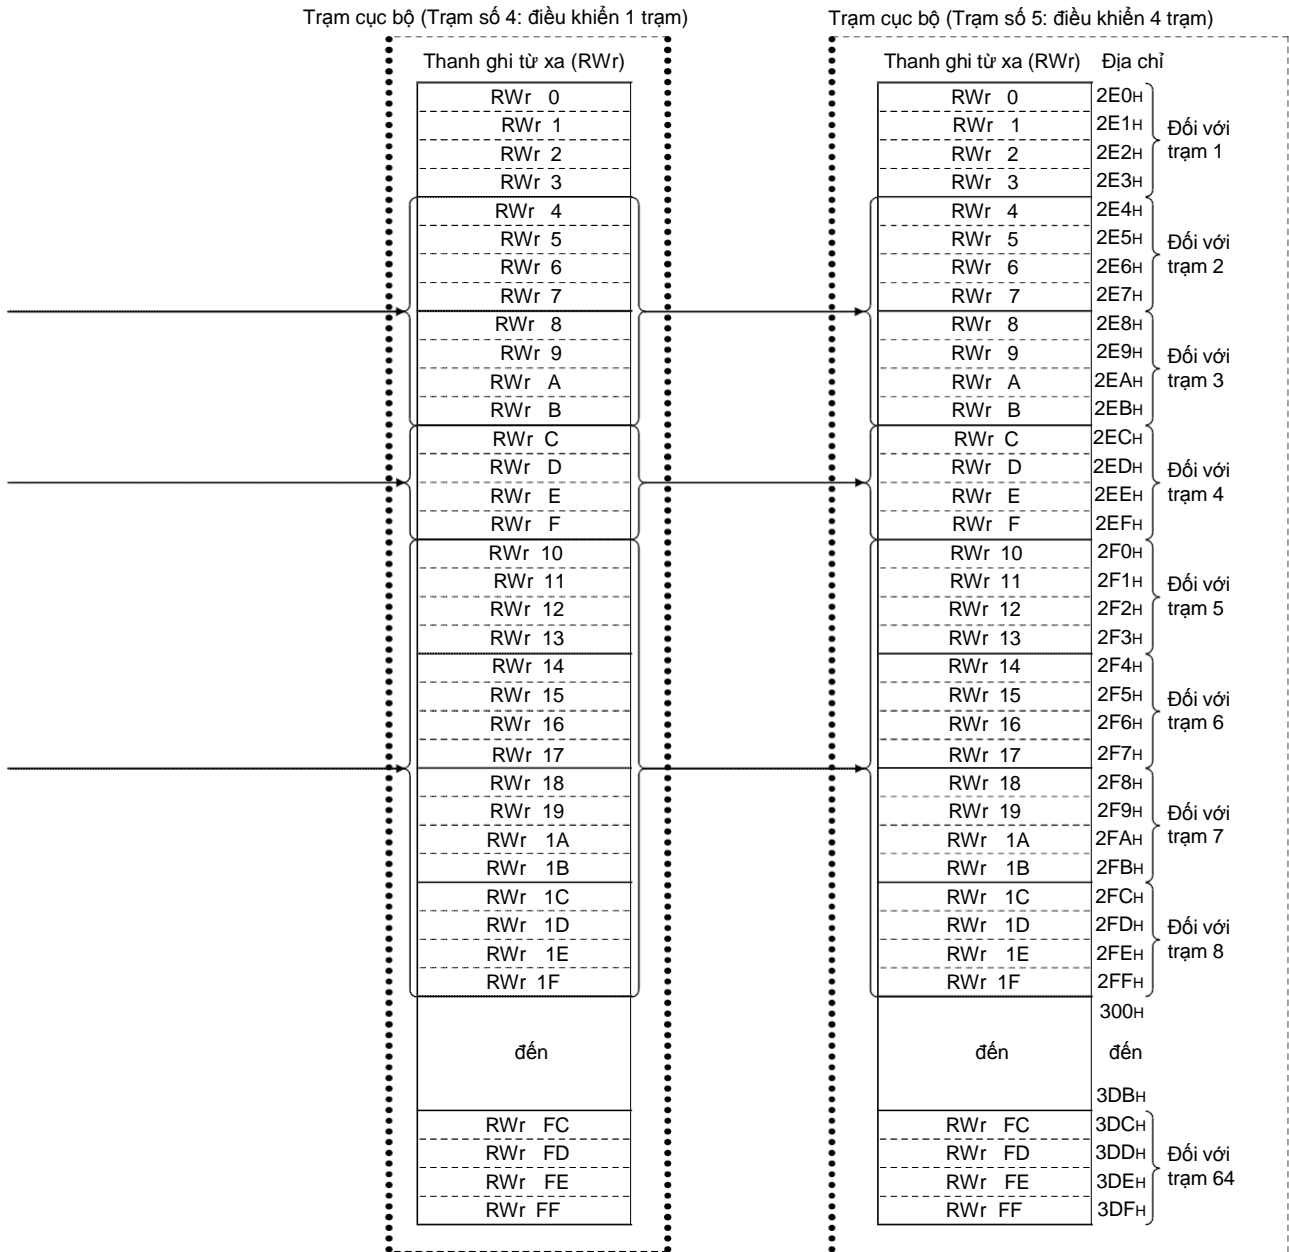 Trạm cục bộ (Trạm số 4: điều khiển 1 trạm) Trạm cục bộ (Trạm số 5: điều khiển 4 trạm)
Thanh ghi từ xa (RWr) Thanh ghi từ xa (RWr) Địa chỉ
RWr 0 RWr 0 2E0H
RWr 1 RWr 1 2E1H Đối với
RWr 2 RWr 2 2E2H trạm 1
RWr 3 RWr 3 2E3H
RWr 4 RWr 4 2E4H
RWr 5 RWr 5 2E5H Đối với
RWr 6 RWr 6 2E6H trạm 2
RWr 7 RWr 7 2E7H
RWr 8 RWr 8 2E8H
RWr 9 RWr 9 2E9H Đối với
RWr A RWr A 2EAH trạm 3
RWr B RWr B 2EBH
RWr C RWr C 2ECH
RWr D RWr D 2EDH Đối với
RWr E RWr E 2EEH trạm 4
RWr F RWr F 2EFH
RWr 10 RWr 10 2F0H
RWr 11 RWr 11 2F1H Đối với
RWr 12 RWr 12 2F2H trạm 5
RWr 13 RWr 13 2F3H
RWr 14 RWr 14 2F4H
RWr 15 RWr 15 2F5H Đối với
RWr 16 RWr 16 2F6H trạm 6
RWr 17 RWr 17 2F7H
RWr 18 RWr 18 2F8H
RWr 19 RWr 19 2F9H Đối với
RWr 1A RWr 1A 2FAH trạm 7
RWr 1B RWr 1B 2FBH
RWr 1C RWr 1C 2FCH
RWr 1D RWr 1D 2FDH Đối với
RWr 1E RWr 1E 2FEH trạm 8
RWr 1F RWr 1F 2FFH
300H
đến đến đến
3DBH
RWr FC RWr FC 3DCH
RWr FD RWr FD 3DDH Đối với
RWr FE RWr FE 3DEH trạm 64
RWr FF RWr FF 3DFH